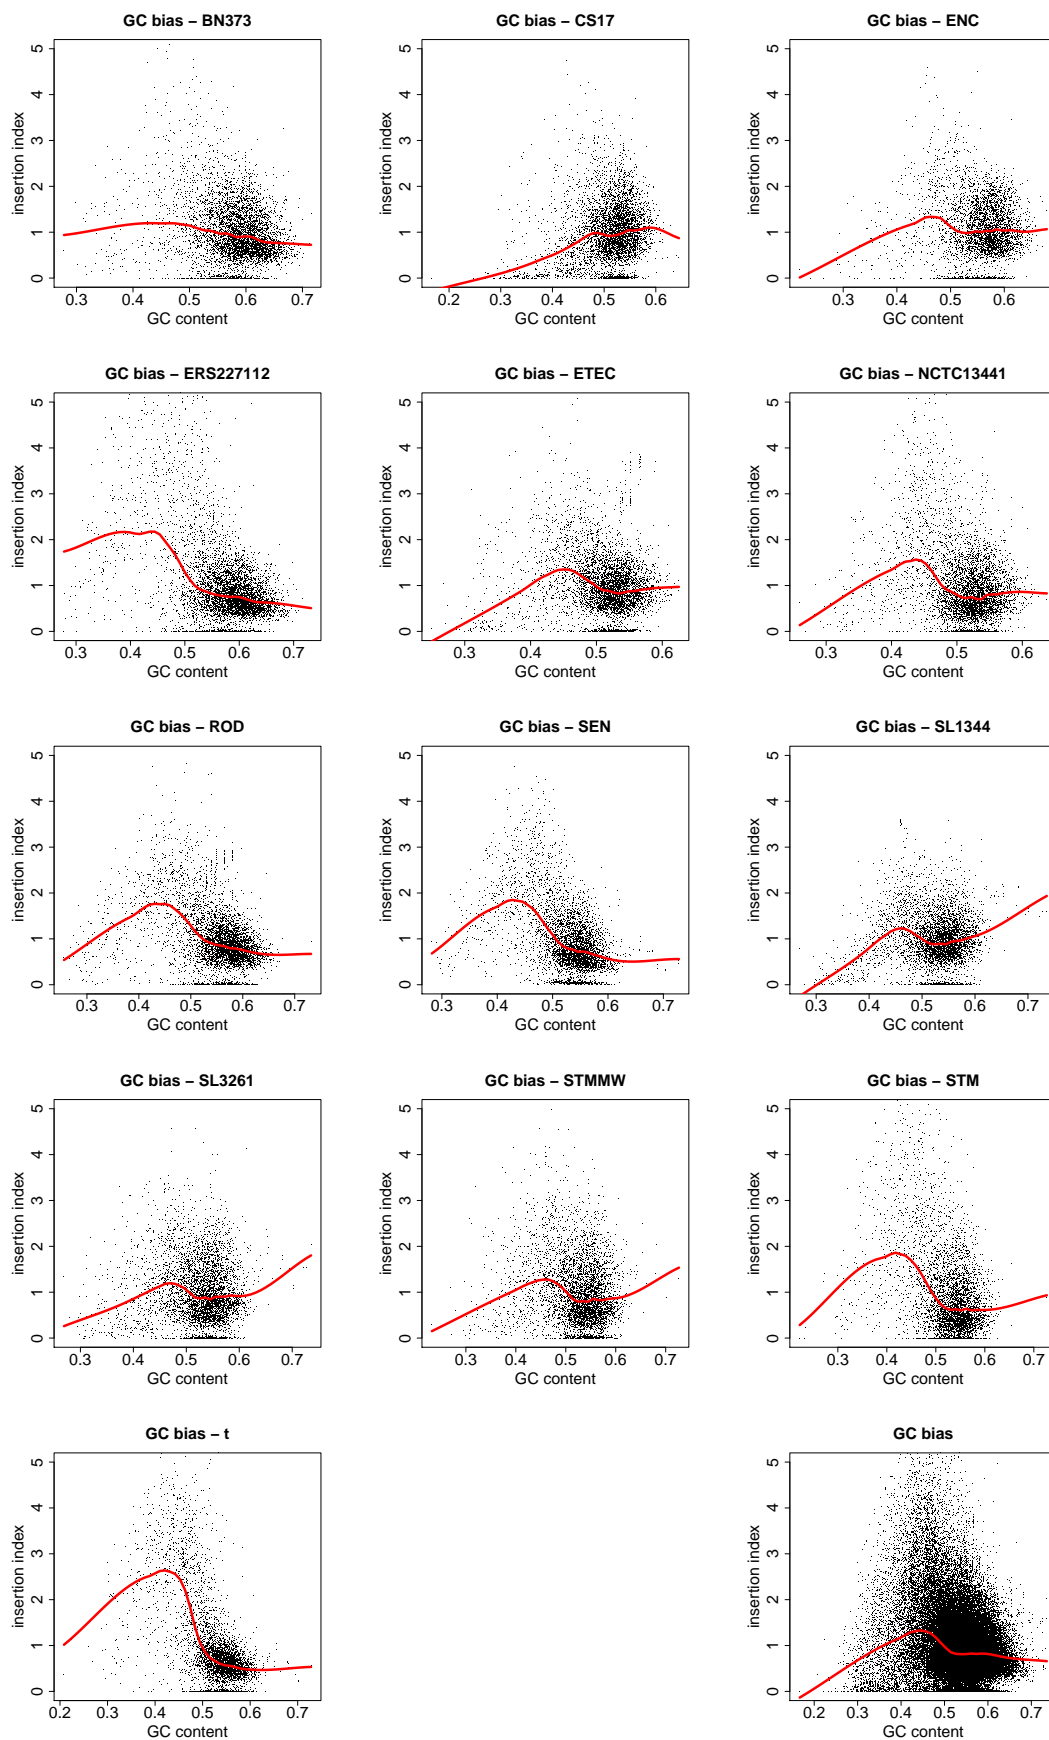 GC bias – BN373
insertion index
5
4
3
2
1
0
0.3 0.4 0.5 0.6 0.7
GC content
GC bias – CS17
insertion index
5
4
3
2
1
0
0.2 0.3 0.4 0.5 0.6
GC content
GC bias – ENC
insertion index
5
4
3
2
1
0
0.3 0.4 0.5 0.6
GC content
GC bias – ERS227112
insertion index
5
4
3
2
1
0
0.3 0.4 0.5 0.6 0.7
GC content
GC bias – ETEC
insertion index
5
4
3
2
1
0
0.3 0.4 0.5 0.6
GC content
GC bias – NCTC13441
insertion index
5
4
3
2
1
0
0.3 0.4 0.5 0.6
GC content
GC bias – ROD
insertion index
5
4
3
2
1
0
0.3 0.4 0.5 0.6 0.7
GC content
GC bias – SEN
insertion index
5
4
3
2
1
0
0.3 0.4 0.5 0.6 0.7
GC content
GC bias – SL1344
insertion index
5
4
3
2
1
0
0.3 0.4 0.5 0.6 0.7
GC content
GC bias – SL3261
insertion index
5
4
3
2
1
0
0.3 0.4 0.5 0.6 0.7
GC content
GC bias – STMMW
insertion index
5
4
3
2
1
0
0.3 0.4 0.5 0.6 0.7
GC content
GC bias – STM
insertion index
5
4
3
2
1
0
0.3 0.4 0.5 0.6 0.7
GC content
GC bias – t
insertion index
5
4
3
2
1
0
0.2 0.3 0.4 0.5 0.6 0.7
GC content
GC bias
insertion index
5
4
3
2
1
0
0.2 0.3 0.4 0.5 0.6 0.7
GC content